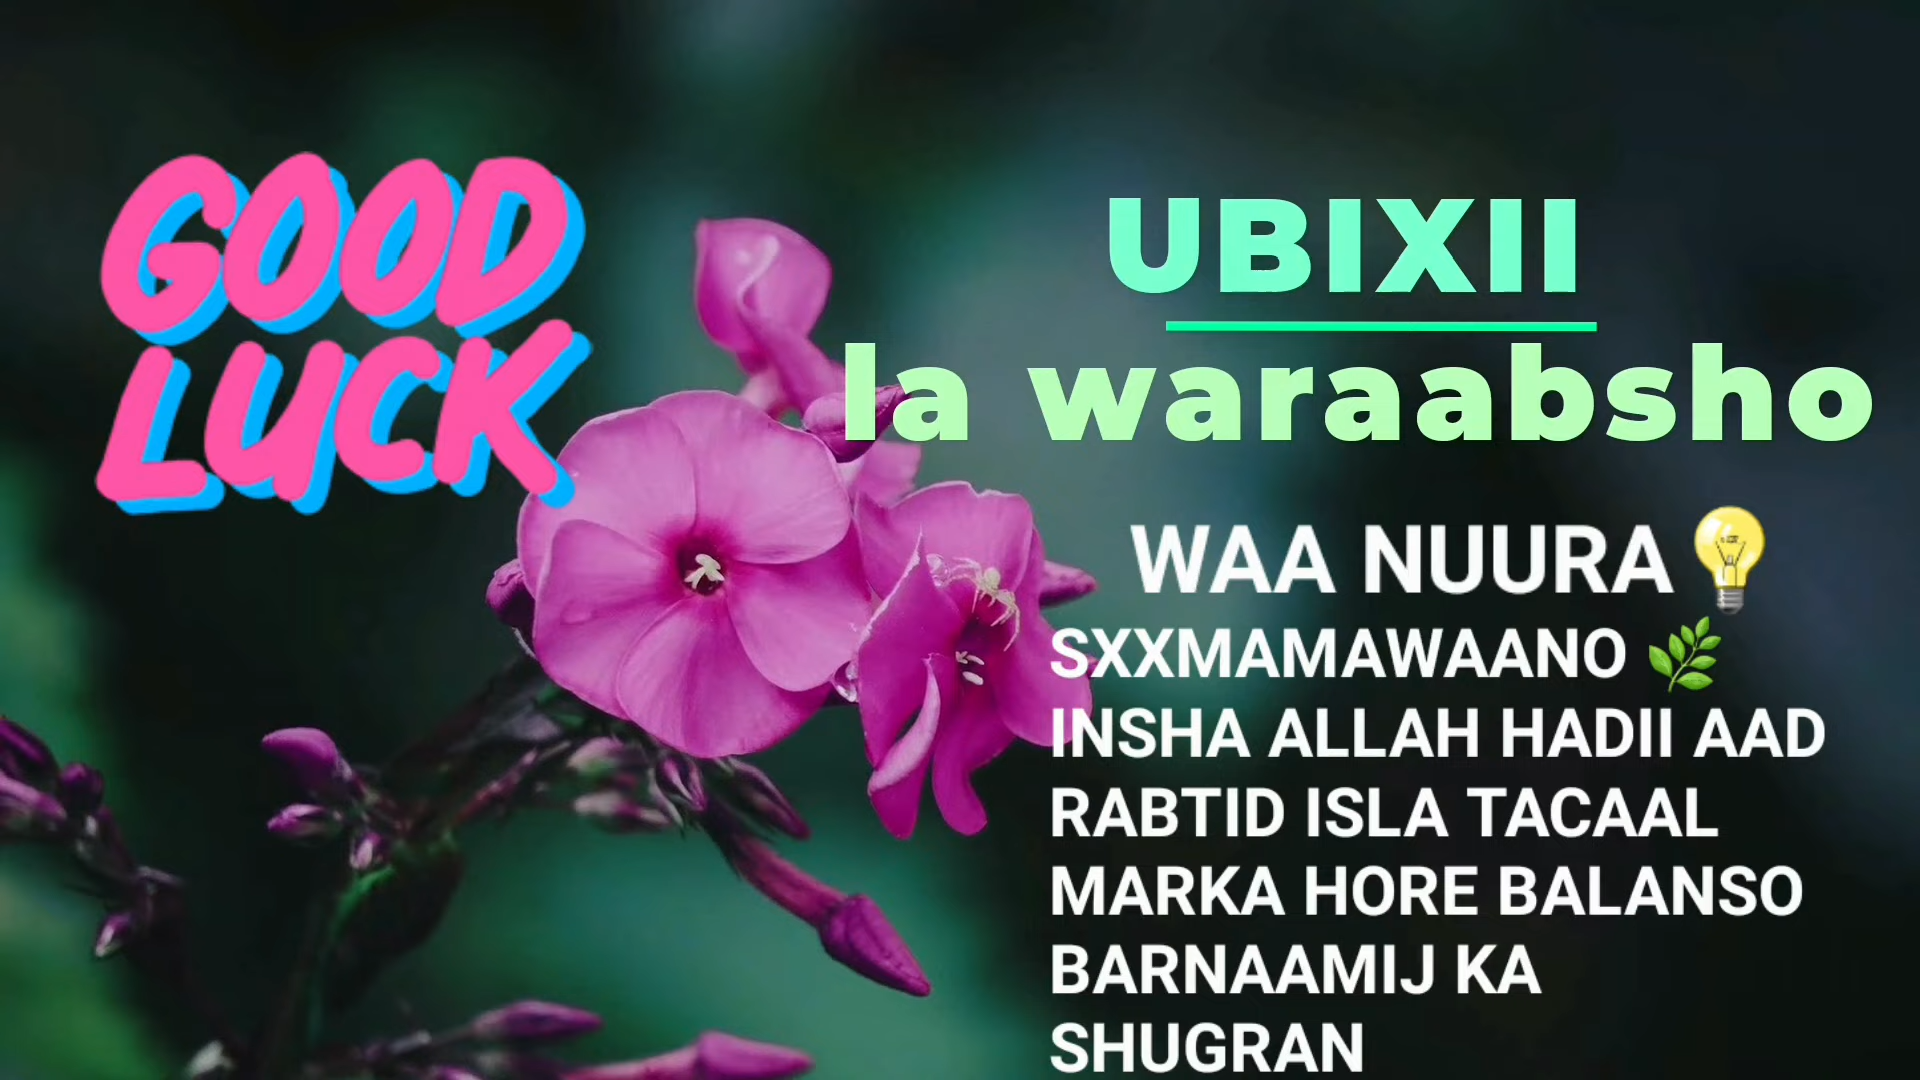 GOOD
LUCK
UBIXII
la waraabsho
WAA NUURA💡
SXXMAMAWAANO 🌿
INSHA ALLAH HADII AAD
RABTID ISLA TACAAL
MARKA HORE BALANSO
BARNAAMIJ KA
SHUGRAN